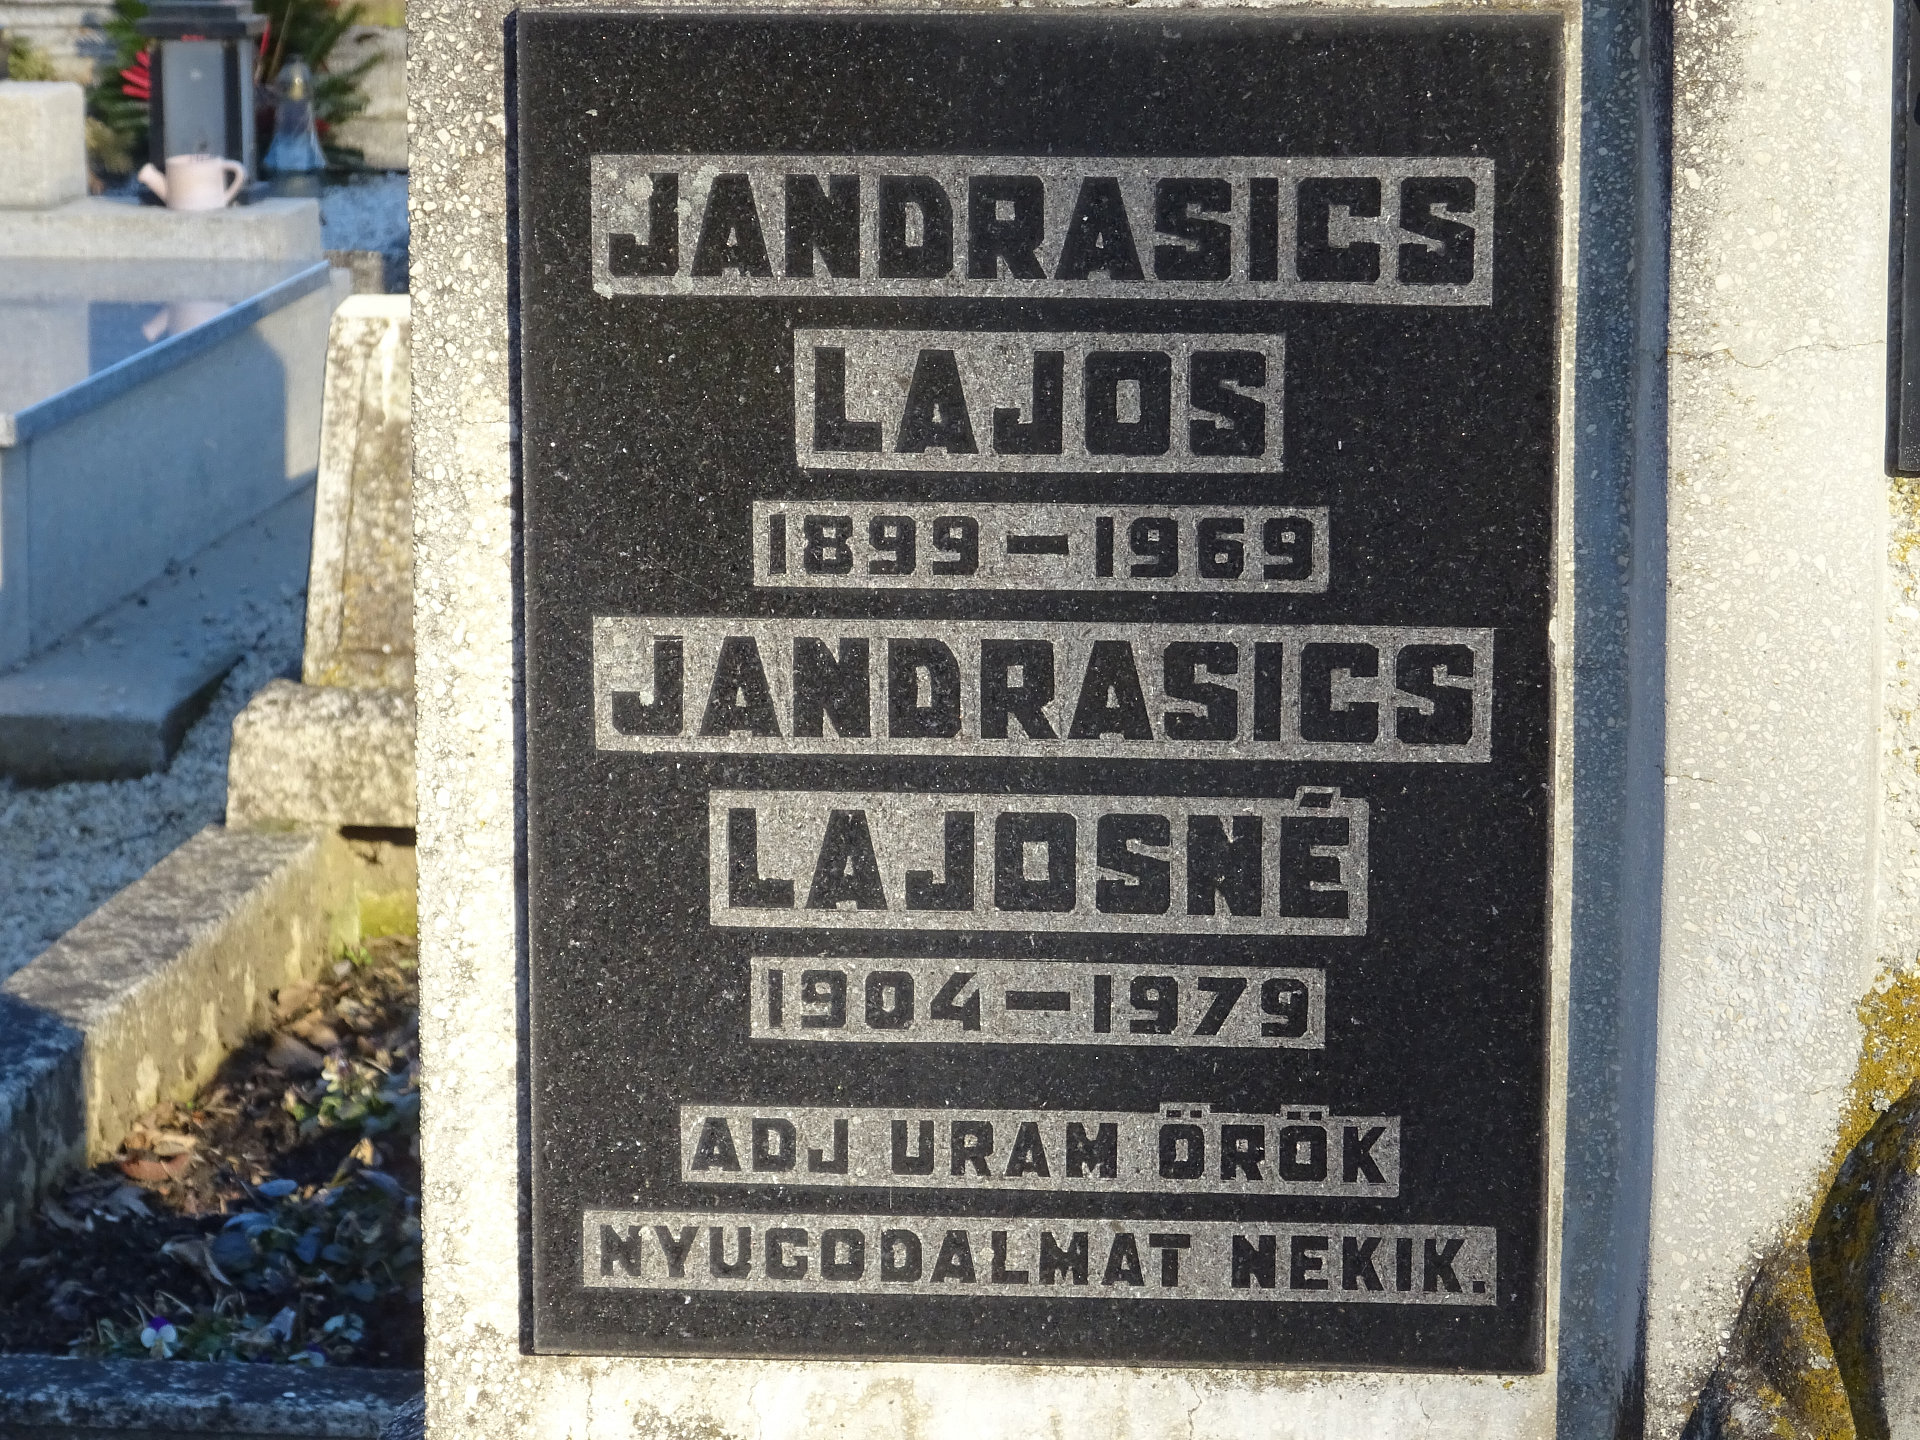 JANDRASICS
LAJOS
1899-1969
JANDRASICS
LAJOSNÉ
1904-1979
ADJ URAM ÖRÖK
NYUGODALMAT NEKIK.